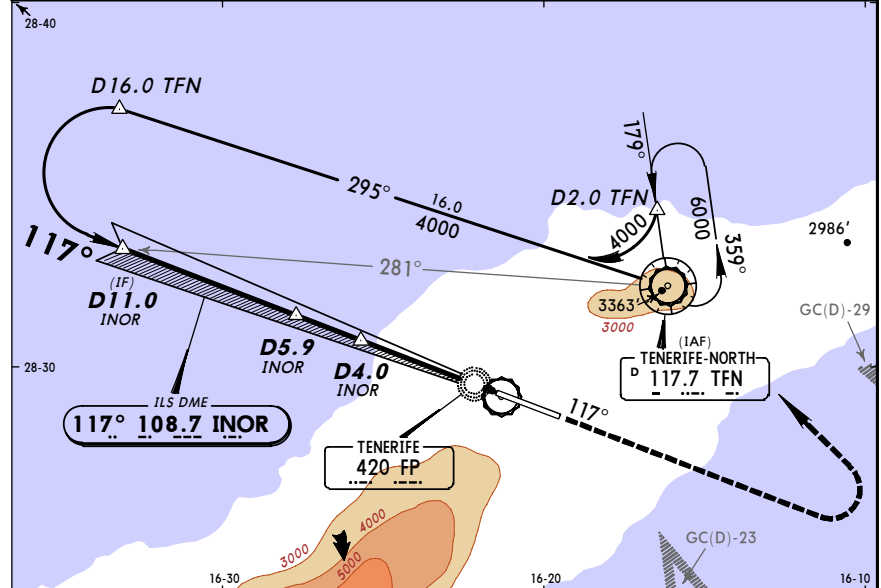 28-40
D16.0 TFN
179°
295°
16.0
4000
D2.0 TFN
4000
6000
359°
2986'
117°
281°
(IF)
D11.0
INOR
3363'
3000
GC(D)-29
D5.9
INOR
D4.0
INOR
(IAF)
TENERIFE-NORTH
D 117.7 TFN
28-30
ILS DME
117° 108.7 INOR
117°
TENERIFE
420 FP
3000
4000
5000
GC(D)-23
16-30
16-20
16-10